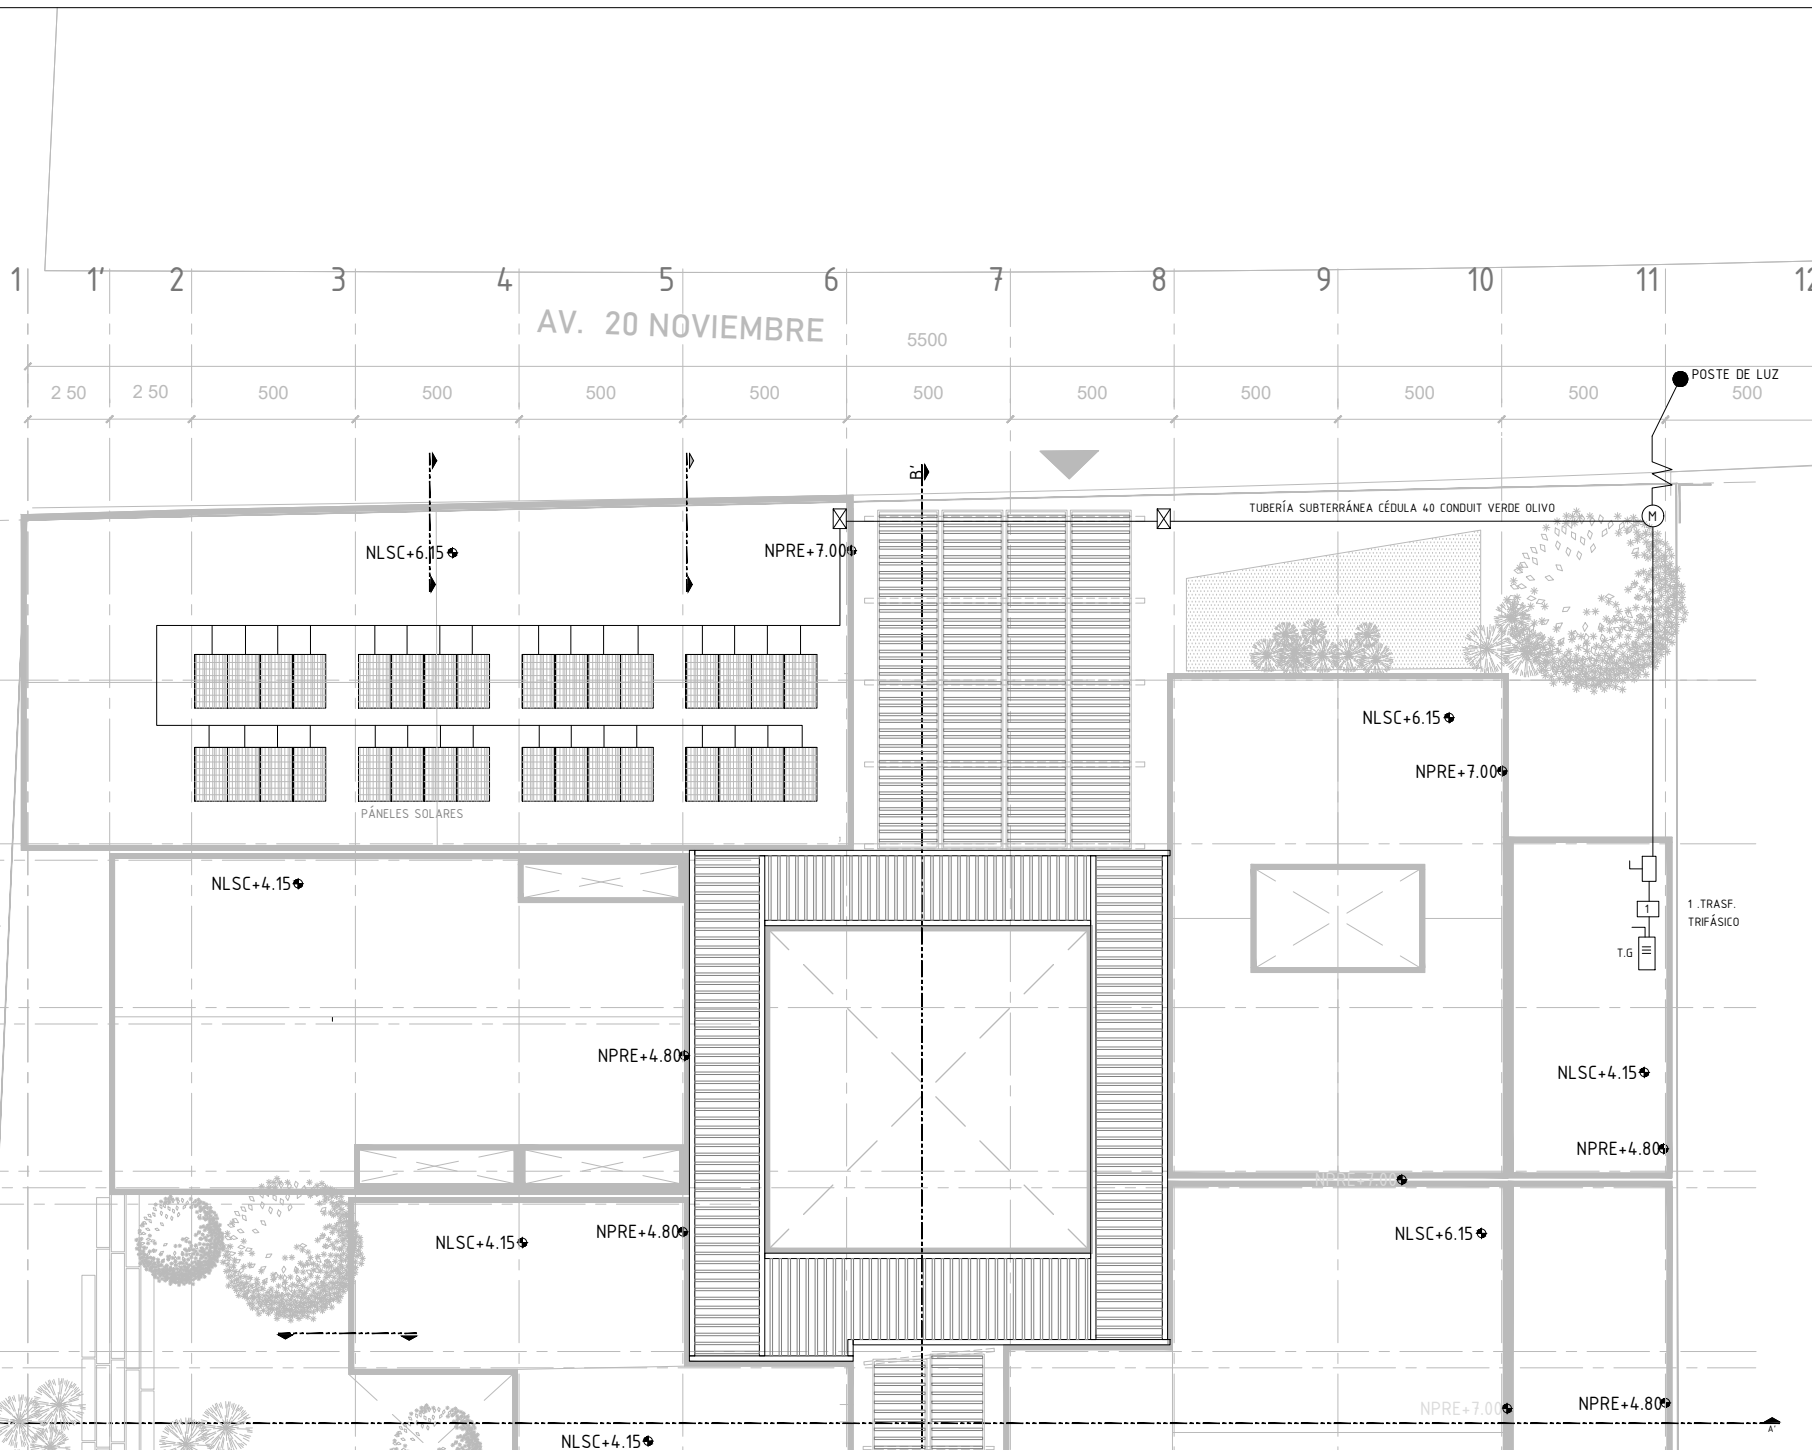 1 1' 2 3 4 5 6 7 8 9 10 11 12
AV. 20 NOVIEMBRE
5500
POSTE DE LUZ
2 50 2 50 500 500 500 500 500 500 500 500 500 500
B'
TUBERÍA SUBTERRÁNEA CÉDULA 40 CONDUIT VERDE OLIVO
M
NLSC+6.15
NPRE+7.00
NLSC+6.15
NPRE+7.00
PÁNELES SOLARES
NLSC+4.15
1 .TRASF.
TRIFÁSICO
1
T.G
NPRE+4.80
NLSC+4.15
NPRE+4.80
NPRE+7.00
NPRE+4.80
NLSC+4.15
NLSC+6.15
NPRE+7.00
NPRE+4.80
A'
NLSC+4.15